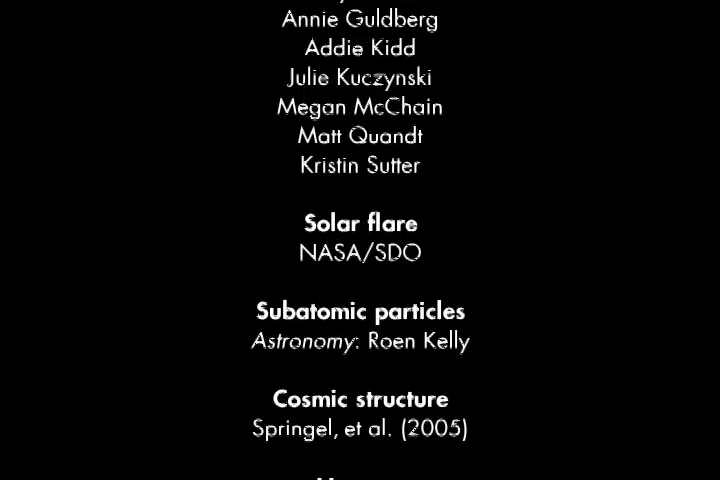 Annie Guldberg
Addie Kidd
Julie Kuczynski
Megan McChain
Matt Quandt
Kristin Sutter
Solar flare
NASA/SDO
Subatomic particles
Astronomy: Roen Kelly
Cosmic structure
Springel, et al. (2005)